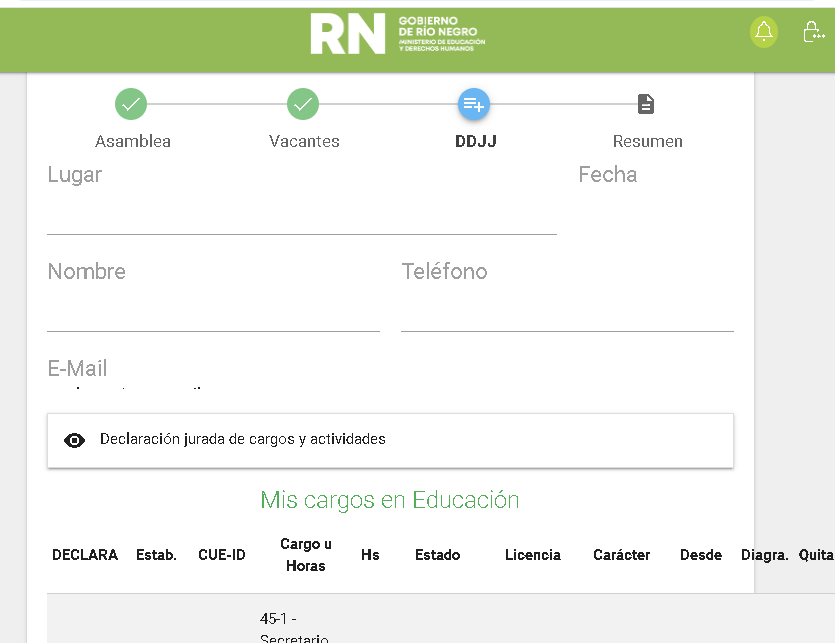 RN GOBIERNO
DE RÍO NEGRO
MINISTERIO DE EDUCACIÓN
Y DERECHOS HUMANOS
Asamblea Vacantes DDJJ Resumen
Lugar Fecha
Nombre Teléfono
E-Mail
Declaración jurada de cargos y actividades
Mis cargos en Educación
DECLARA Estab. CUE-ID Cargo u Horas Hs Estado Licencia Carácter Desde Diagra. Quita
45-1 -
Secretario